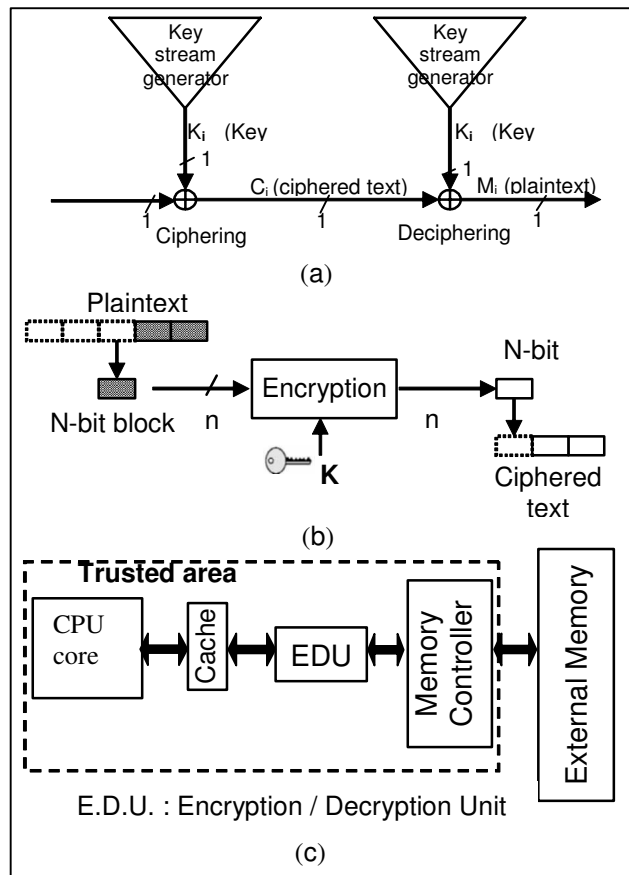 Key
stream
generator
Key
stream
generator
Ki (Key
Ki (Key
1
1
Ci (ciphered text)
Mi (plaintext)
1
1
1
Ciphering
Deciphering
(a)
Plaintext
N-bit block
n
Encryption
n
N-bit
K
Ciphered
text
(b)
Trusted area
CPU
core
Cache
EDU
Memory
Controller
External Memory
E.D.U. : Encryption / Decryption Unit
(c)